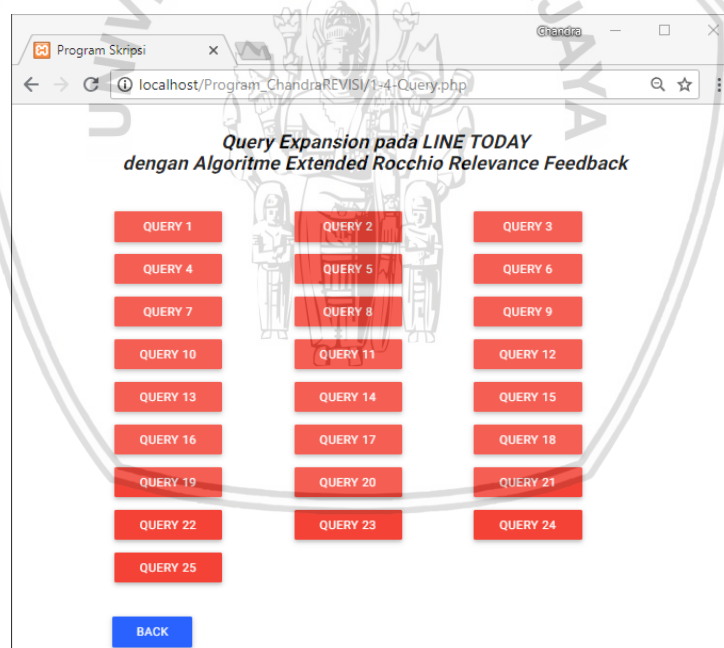 Chandra
Program Skripsi
localhost/Program_ChandraREVISI/1-4-Query.php
Query Expansion pada LINE TODAY
dengan Algoritme Extended Rocchio Relevance Feedback
QUERY 1 QUERY 2 QUERY 3
QUERY 4 QUERY 5 QUERY 6
QUERY 7 QUERY 8 QUERY 9
QUERY 10 QUERY 11 QUERY 12
QUERY 13 QUERY 14 QUERY 15
QUERY 16 QUERY 17 QUERY 18
QUERY 19 QUERY 20 QUERY 21
QUERY 22 QUERY 23 QUERY 24
QUERY 25
BACK